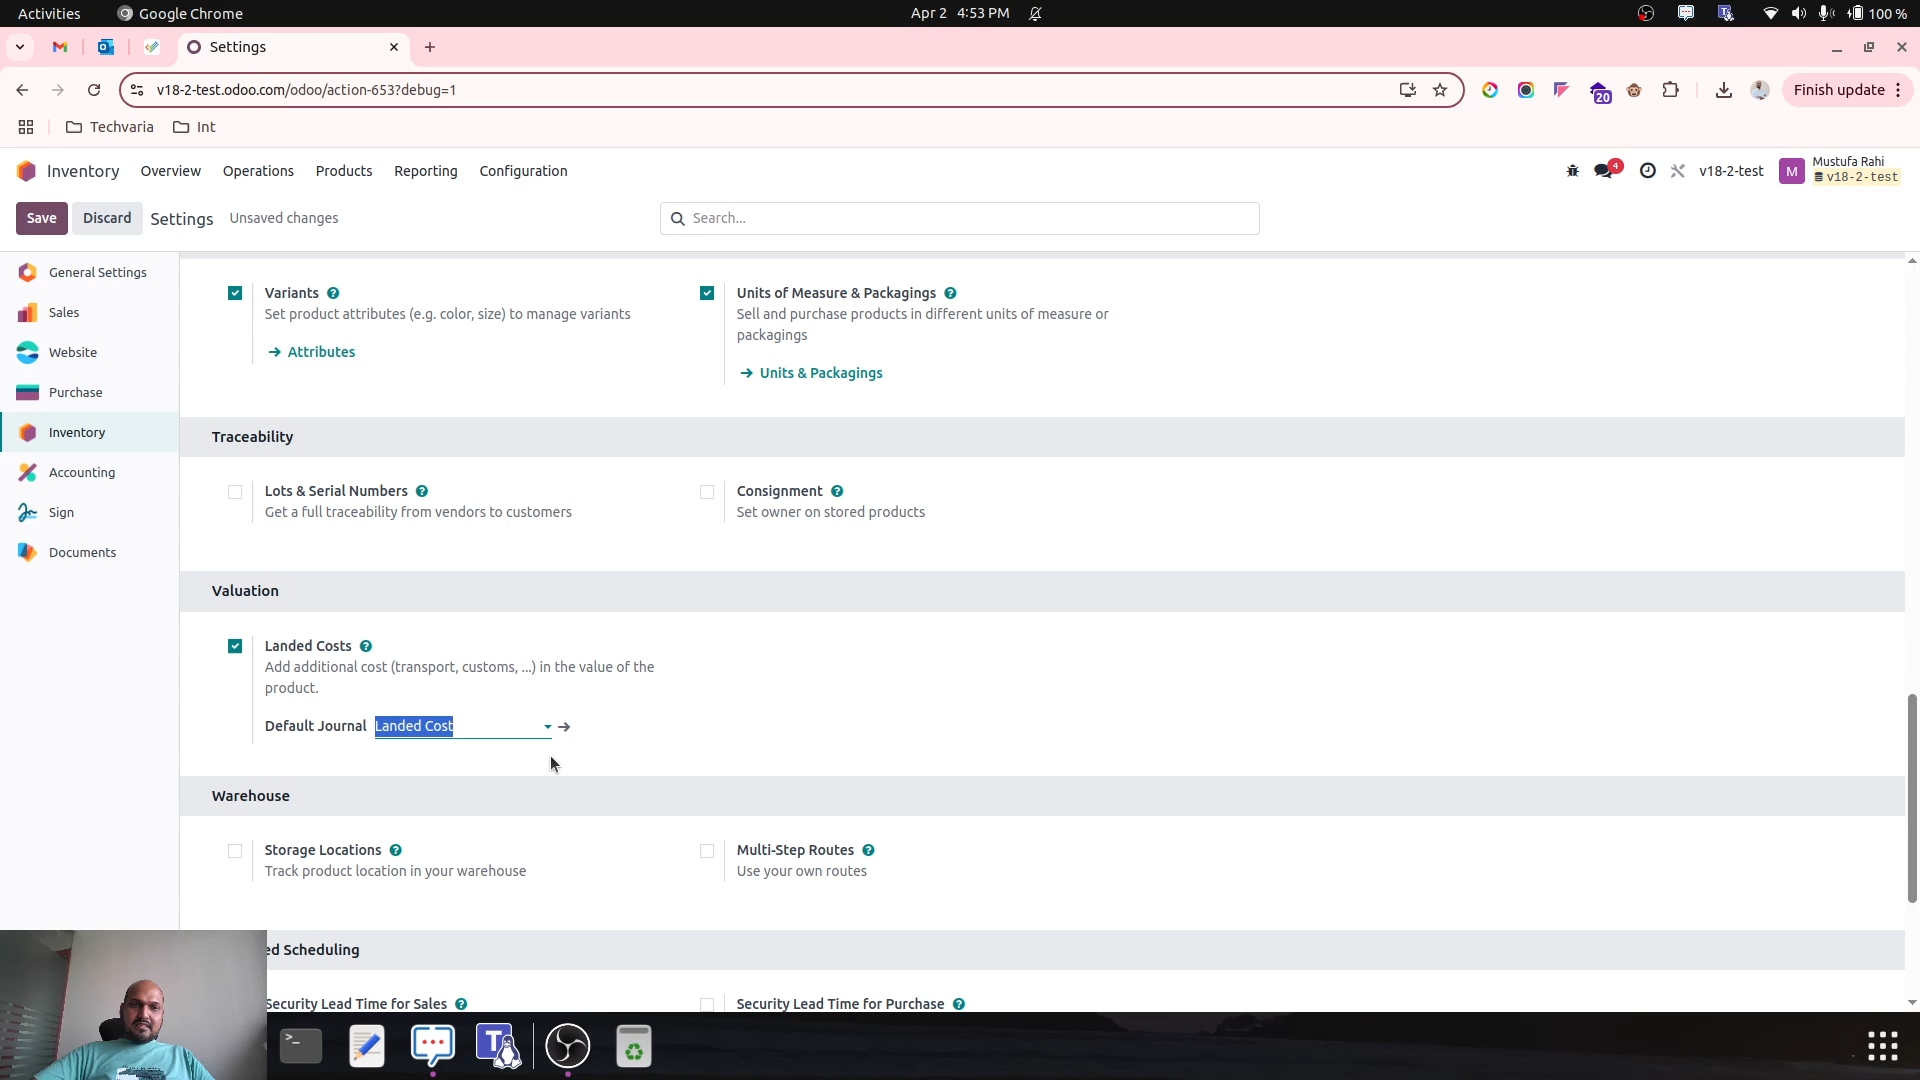 Activities
Google Chrome
Apr 2 4:53 PM
100 %
Settings
v18-2-test.odoo.com/odoo/action-653?debug=1
20
Finish update
Techvaria
Int
Inventory
Overview
Operations
Products
Reporting
Configuration
4
v18-2-test
M
Mustufa Rahi
v18-2-test
Save
Discard
Settings
Unsaved changes
Search...
General Settings
Sales
Website
Purchase
Inventory
Accounting
Sign
Documents
Variants ?
Set product attributes (e.g. color, size) to manage variants
Attributes
Units of Measure & Packagings ?
Sell and purchase products in different units of measure or
packagings
Units & Packagings
Traceability
Lots & Serial Numbers ?
Get a full traceability from vendors to customers
Consignment ?
Set owner on stored products
Valuation
Landed Costs ?
Add additional cost (transport, customs, ...) in the value of the
product.
Default Journal Landed Cost
Warehouse
Storage Locations ?
Track product location in your warehouse
Multi-Step Routes ?
Use your own routes
ed Scheduling
Security Lead Time for Sales ?
Security Lead Time for Purchase ?